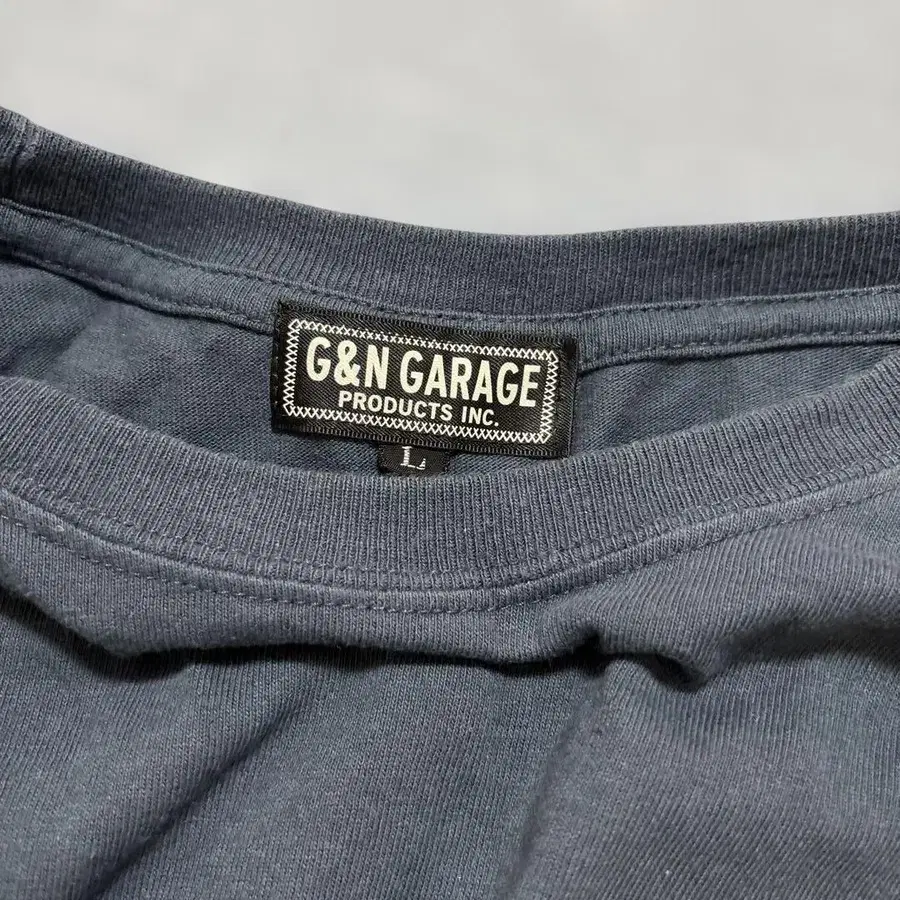 G&N GARAGE
PRODUCTS INC.
L